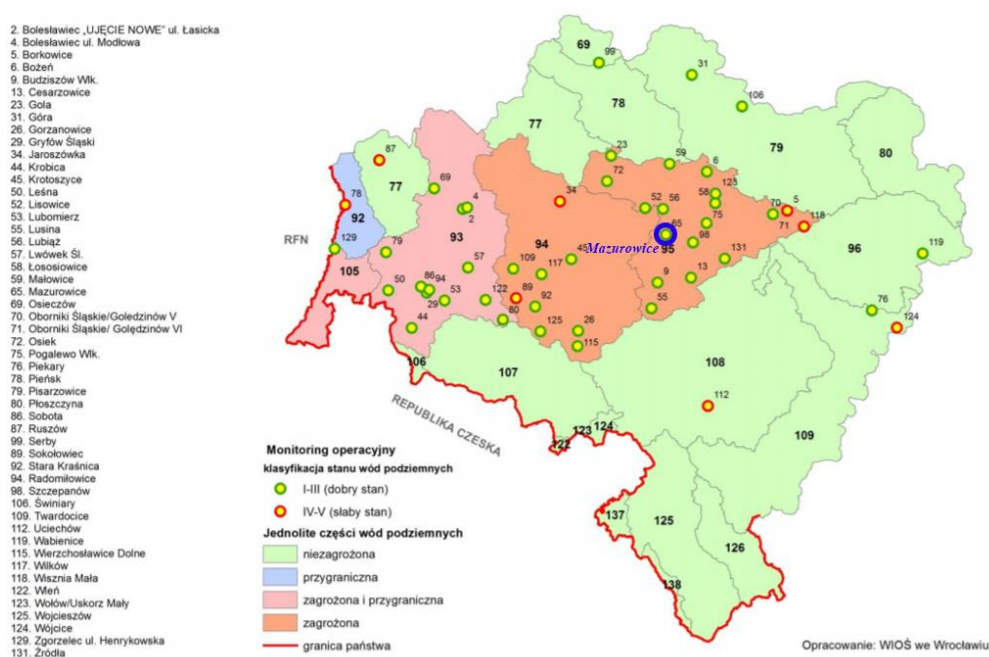 2. Bolesławiec „UJĘCIE NOWE" ul. Łasicka
4. Bolesławiec ul. Modłowa
5. Borkowice
6. Bożeń
9. Budziszów Wlk.
13. Cesarzowice
23. Gola
31. Góra
26. Gorzanowice
29. Gryfów Śląski
34. Jaroszówka
44. Krobica
45. Krotoszyce
50. Leśna
52. Lisowice
53. Lubomierz
55. Lusina
56. Lubiąż
57. Lwówek Śl.
58. Łososiowice
59. Małowice
65. Mazurowice
69. Osieczów
70. Oborniki Śląskie/Golędzinów V
71. Oborniki Śląskie/ Golędzinów VI
72. Osiek
75. Pogalewo Wlk.
76. Piekary
78. Pieńsk
79. Pisarzowice
80. Płoszczyna
86. Sobota
87. Ruszów
99. Serby
89. Sokołowiec
92. Stara Kraśnica
94. Radomiłowice
98. Szczepanów
106. Świniary
109. Twardocice
112. Uciechów
119. Wabienice
115. Wierzchosławice Dolne
117. Wilków
118. Wisznia Mała
122. Wleń
123. Wołów/Uskorz Mały
125. Wojcieszów
124. Wójcice
129. Zgorzelec ul. Henrykowska
131. Źródła
69
99
31
78
106
77
79
80
87
23
59
6
72
123
58
78
77
69
4
2
34
52
56
70
5
118
71
92
65
75
Mazurowice
95
98
RFN
129
79
93
94
45
131
96
119
105
57
109
117
50
86
94
29
53
122
89
92
9
13
55
76
124
44
80
125
26
115
106
107
108
112
REPUBLIKA CZESKA
122
123
124
109
Monitoring operacyjny
klasyfikacja stanu wód podziemnych
I-III (dobry stan)
IV-V (słaby stan)
Jednolite części wód podziemnych
niezagrożona
przygraniczna
zagrożona i przygraniczna
zagrożona
granica państwa
137
125
126
138
Opracowanie: WIOŚ we Wrocławiu